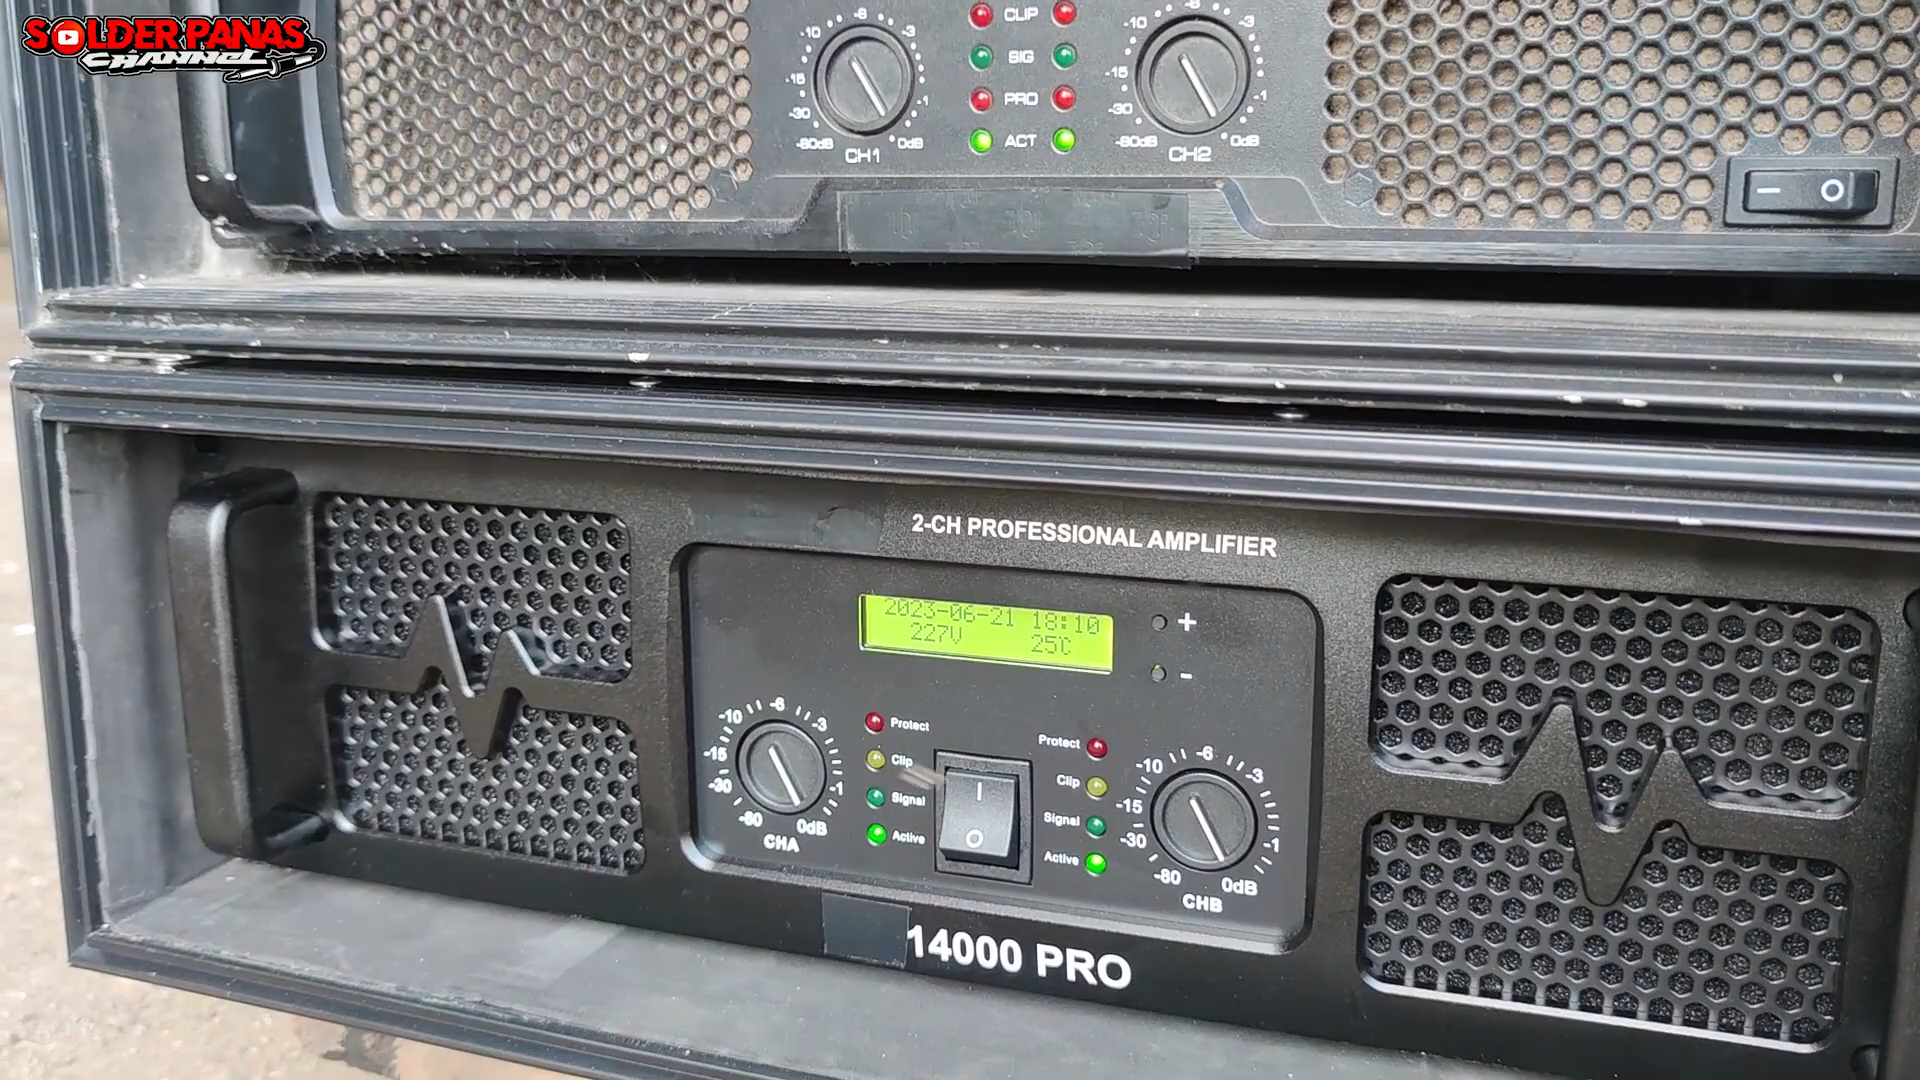 SOLDER PANAS
CHANNEL
-10 -8 -3
-15
-30 -1
-80dB 0dB
CH1
CLIP
SIG
PRO
ACT
-10 -8 -3
-15
-30 -1
-80dB 0dB
CH2
2-CH PROFESSIONAL AMPLIFIER
2023-06-21 18:10
227V 25C
+
-
-10 -6 -3
-15
-30 1
-80 0dB
CHA
Protect
Clip
Signal
Active
Protect
Clip
Signal
Active
-10 -6 -3
-15
-30 1
-80 0dB
CHB
14000 PRO